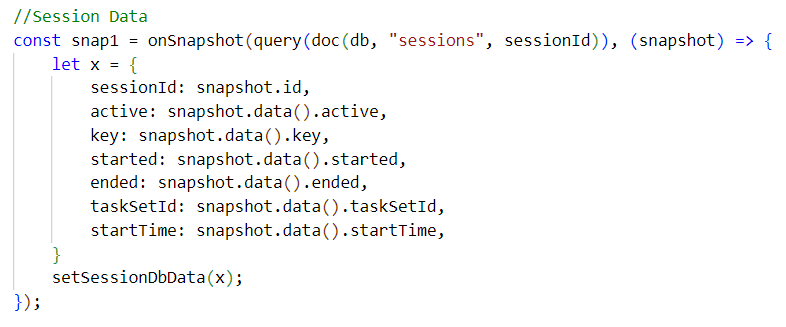 //Session Data
const snap1 = onSnapshot(query(doc(db, "sessions", sessionId)), (snapshot) => {
    let x = {
        sessionId: snapshot.id,
        active: snapshot.data().active,
        key: snapshot.data().key,
        started: snapshot.data().started,
        ended: snapshot.data().ended,
        taskSetId: snapshot.data().taskSetId,
        startTime: snapshot.data().startTime,
    }
    setSessionDbData(x);
});